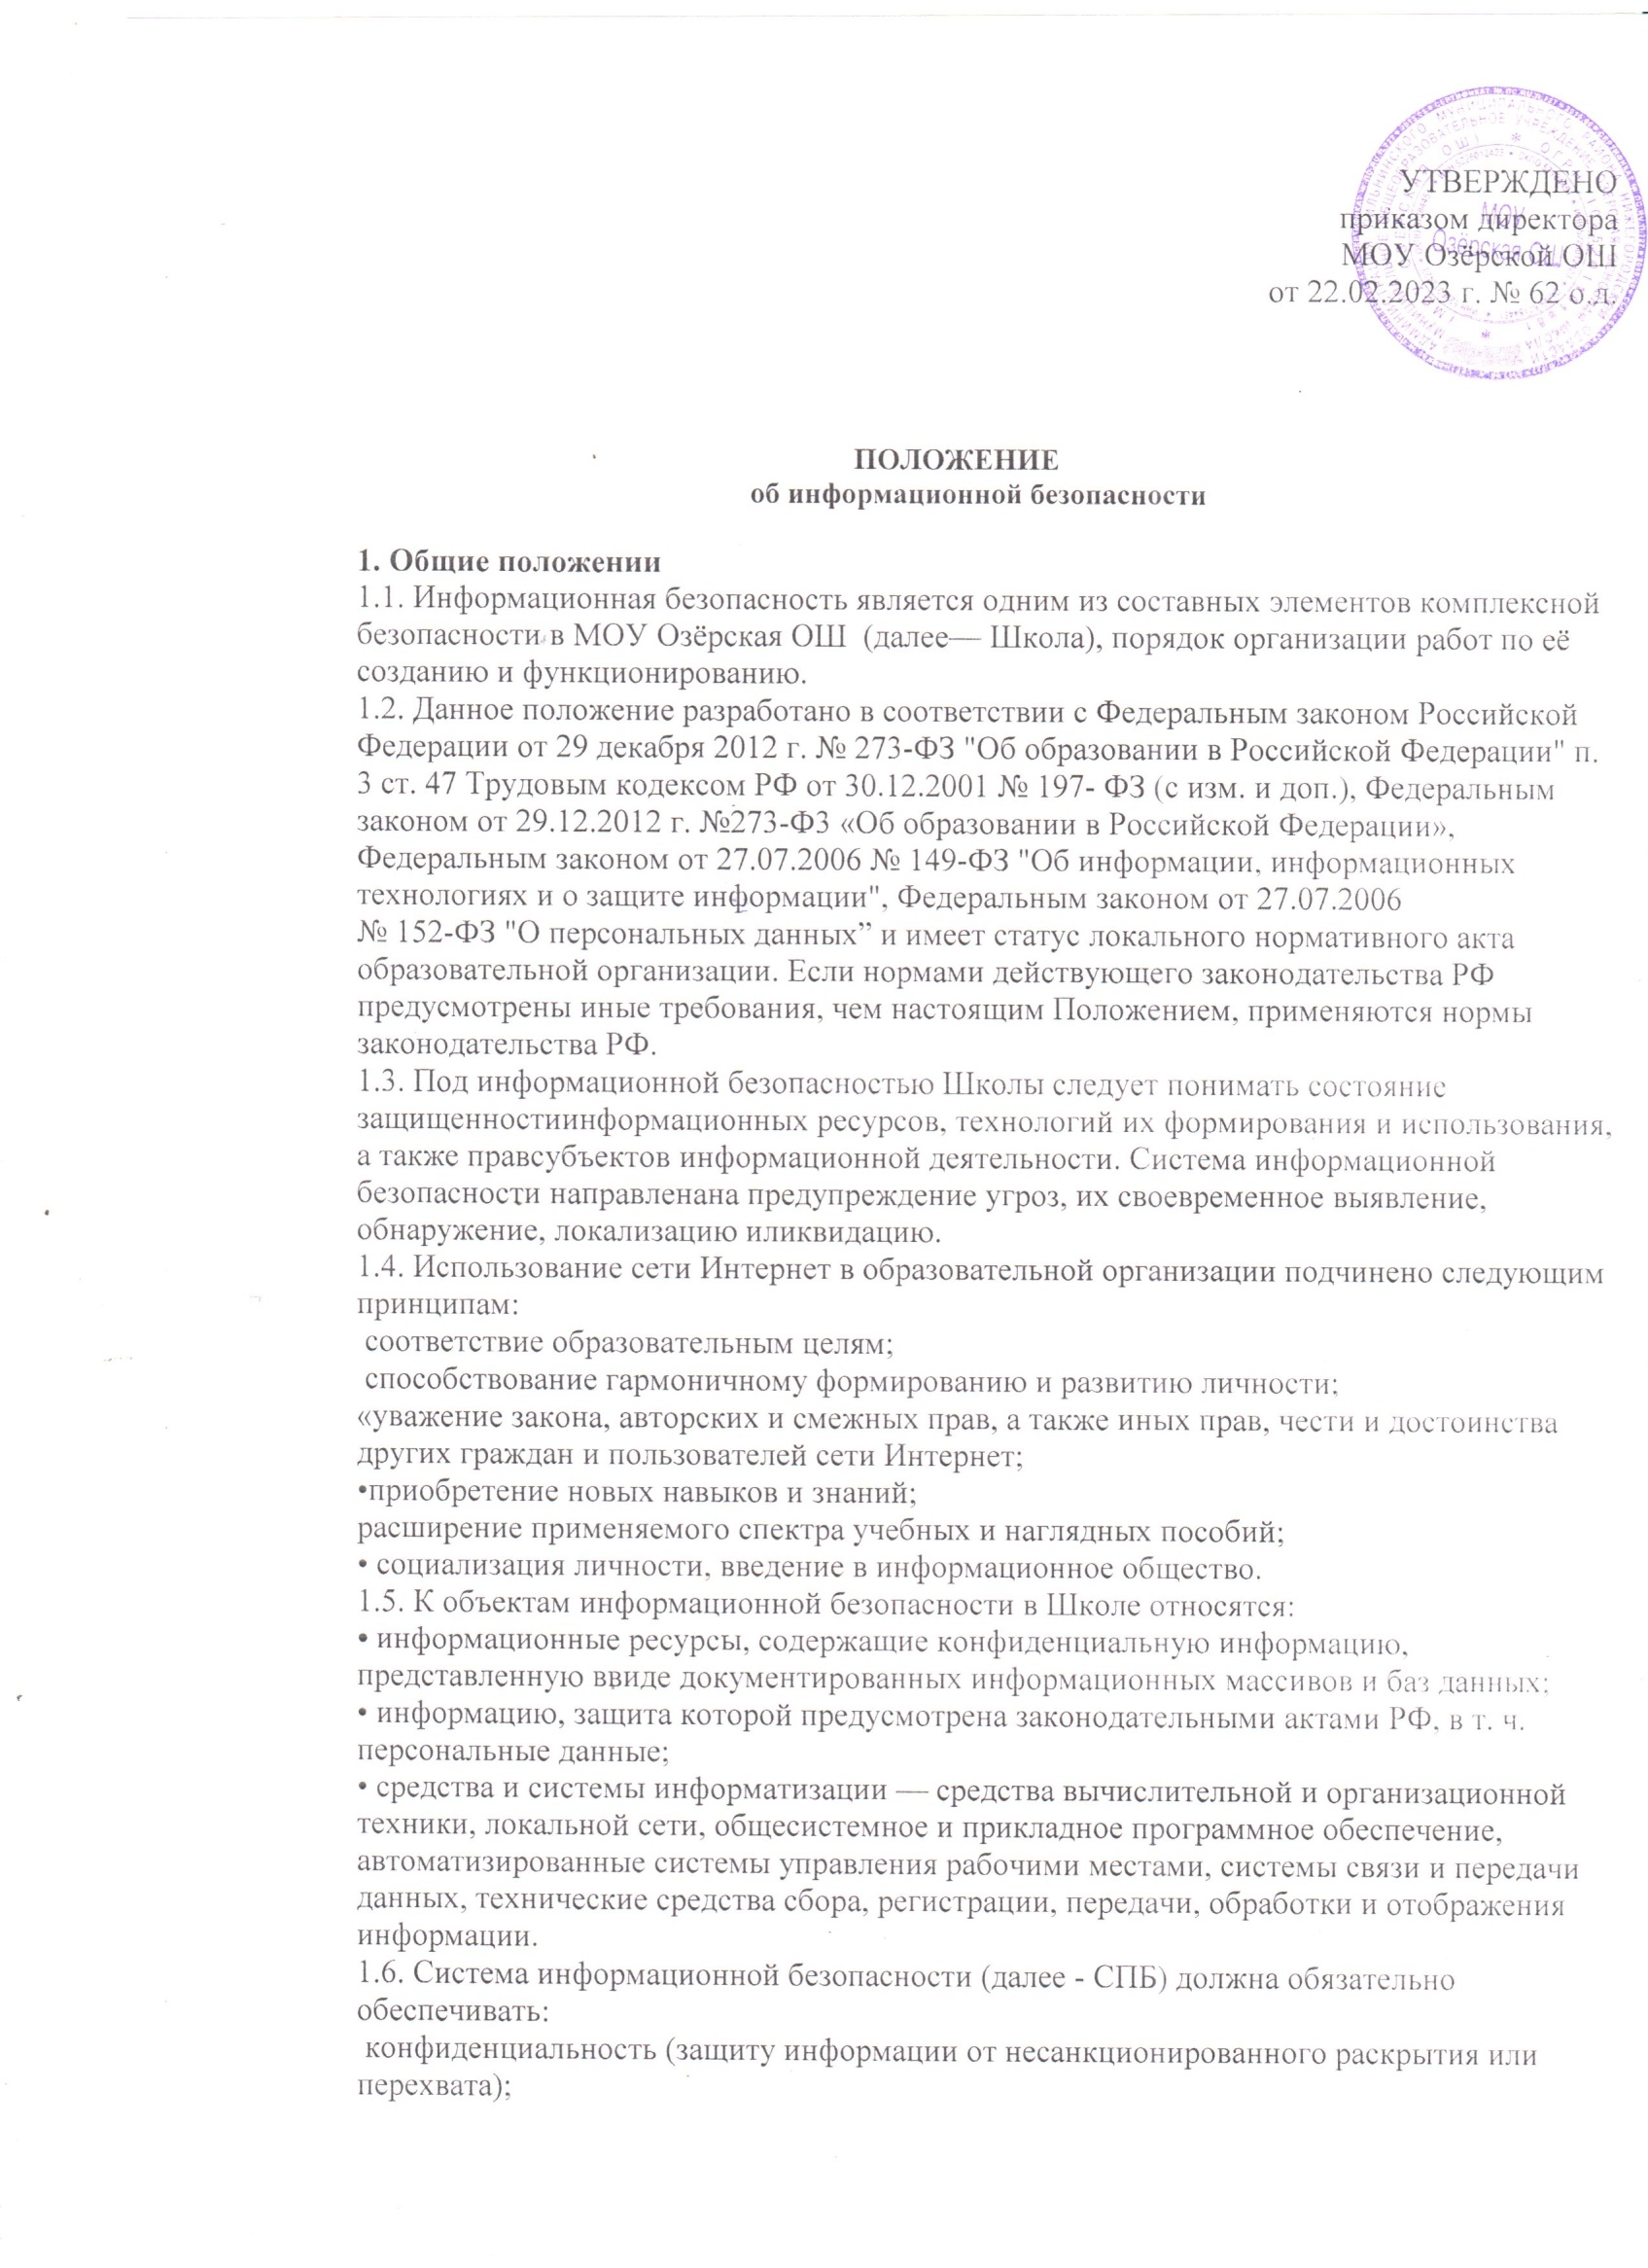 УТВЕРЖДЕНО
приказом директора
МОУ Озёрской ОШ
от 22.02.2023 г. № 62 о.д.
МОУ
Озёрская ОШ
ПОЛОЖЕНИЕ
об информационной безопасности
1. Общие положении
1.1. Информационная безопасность является одним из составных элементов комплексной
безопасности в МОУ Озёрская ОШ (далее— Школа), порядок организации работ по её
созданию и функционированию.
1.2. Данное положение разработано в соответствии с Федеральным законом Российской
Федерации от 29 декабря 2012 г. № 273-ФЗ "Об образовании в Российской Федерации" п.
3 ст. 47 Трудовым кодексом РФ от 30.12.2001 № 197- ФЗ (с изм. и доп.), Федеральным
законом от 29.12.2012 г. №273-ФЗ «Об образовании в Российской Федерации»,
Федеральным законом от 27.07.2006 № 149-ФЗ "Об информации, информационных
технологиях и о защите информации", Федеральным законом от 27.07.2006
№ 152-ФЗ "О персональных данных” и имеет статус локального нормативного акта
образовательной организации. Если нормами действующего законодательства РФ
предусмотрены иные требования, чем настоящим Положением, применяются нормы
законодательства РФ.
1.3. Под информационной безопасностью Школы следует понимать состояние
защищенностиинформационных ресурсов, технологий их формирования и использования,
а также правсубъектов информационной деятельности. Система информационной
безопасности направленана предупреждение угроз, их своевременное выявление,
обнаружение, локализацию иликвидацию.
1.4. Использование сети Интернет в образовательной организации подчинено следующим
принципам:
соответствие образовательным целям;
способствование гармоничному формированию и развитию личности;
«уважение закона, авторских и смежных прав, а также иных прав, чести и достоинства
других граждан и пользователей сети Интернет;
•приобретение новых навыков и знаний;
расширение применяемого спектра учебных и наглядных пособий;
• социализация личности, введение в информационное общество.
1.5. К объектам информационной безопасности в Школе относятся:
• информационные ресурсы, содержащие конфиденциальную информацию,
представленную ввиде документированных информационных массивов и баз данных;
• информацию, защита которой предусмотрена законодательными актами РФ, в т. ч.
персональные данные;
• средства и системы информатизации — средства вычислительной и организационной
техники, локальной сети, общесистемное и прикладное программное обеспечение,
автоматизированные системы управления рабочими местами, системы связи и передачи
данных, технические средства сбора, регистрации, передачи, обработки и отображения
информации.
1.6. Система информационной безопасности (далее - СПБ) должна обязательно
обеспечивать:
конфиденциальность (защиту информации от несанкционированного раскрытия или
перехвата);